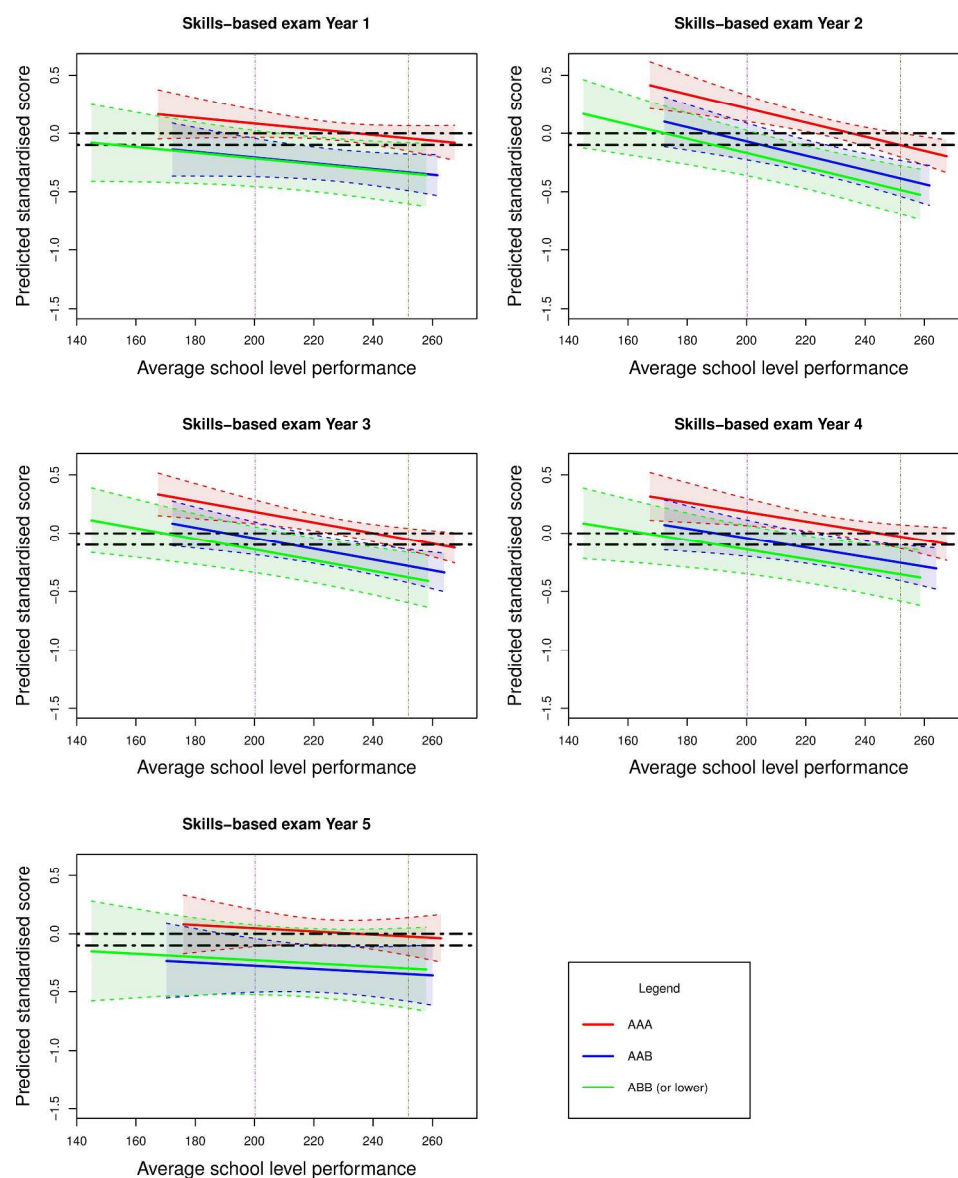 Skills-based exam Year 1
Predicted standardised score
0.5
0.0
−0.5
−1.0
−1.5
140 160 180 200 220 240 260
Average school level performance
Skills-based exam Year 2
Predicted standardised score
0.5
0.0
−0.5
−1.0
−1.5
140 160 180 200 220 240 260
Average school level performance
Skills-based exam Year 3
Predicted standardised score
0.5
0.0
−0.5
−1.0
−1.5
140 160 180 200 220 240 260
Average school level performance
Skills-based exam Year 4
Predicted standardised score
0.5
0.0
−0.5
−1.0
−1.5
140 160 180 200 220 240 260
Average school level performance
Skills-based exam Year 5
Predicted standardised score
0.5
0.0
−0.5
−1.0
−1.5
140 160 180 200 220 240 260
Average school level performance
Legend
AAA
AAB
ABB (or lower)